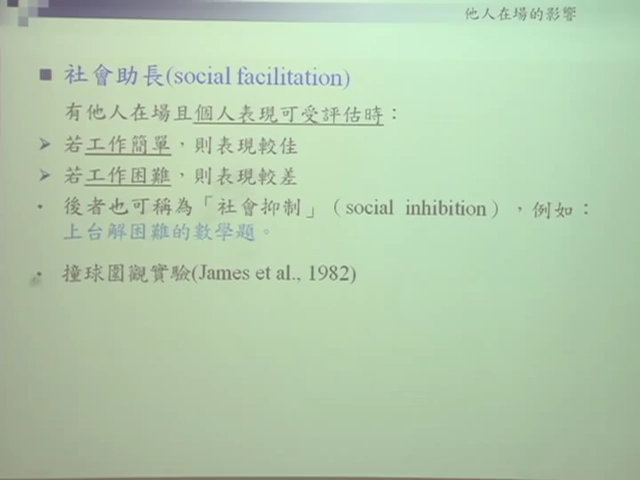 他人在場的影響
■ 社會助長(social facilitation)
有他人在場且個人表現可受評估時：
➢ 若工作簡單，則表現較佳
➢ 若工作困難，則表現較差
• 後者也可稱為「社會抑制」（social inhibition），例如：
上台解困難的數學題。
• 撞球圍觀實驗(James et al., 1982)